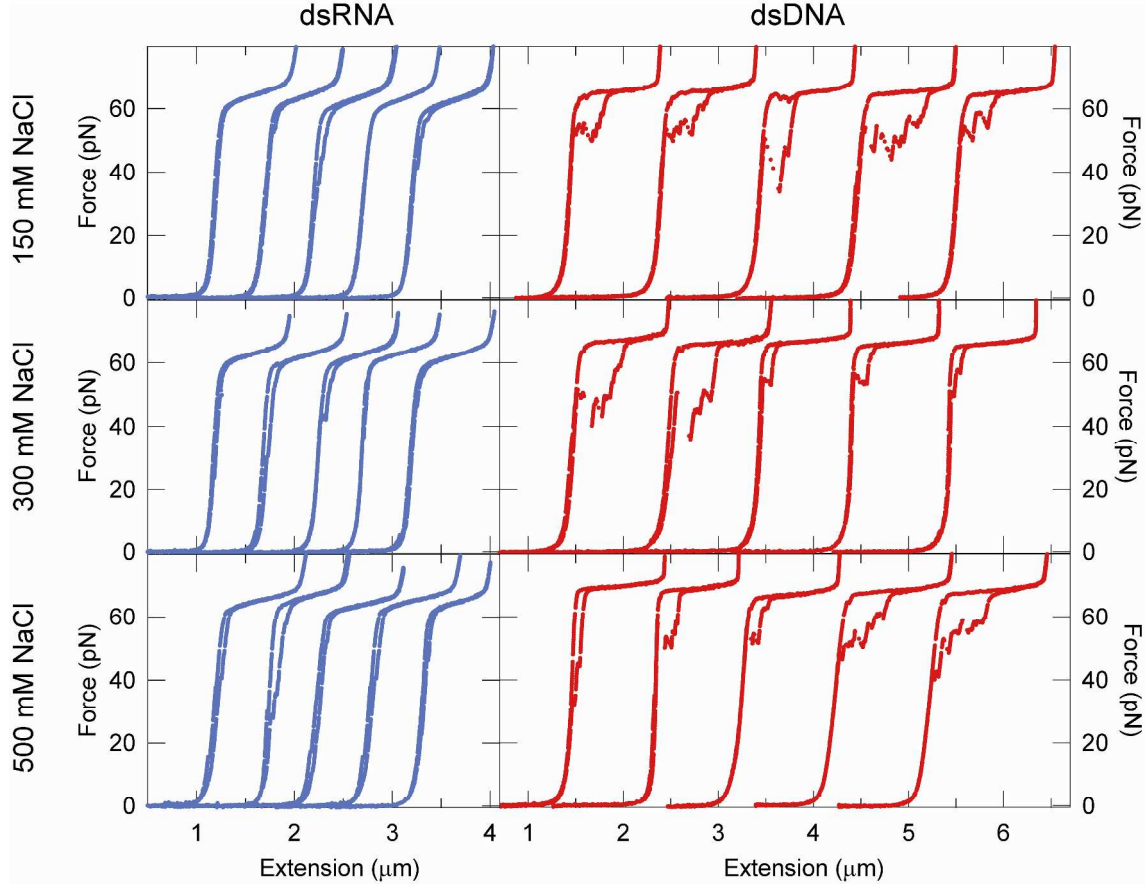 dsRNA dsDNA
150 mM NaCl
Force (pN)
60
40
20
0
60
40
20
0
Force (pN)
300 mM NaCl
Force (pN)
60
40
20
0
60
40
20
0
Force (pN)
500 mM NaCl
Force (pN)
60
40
20
0
60
40
20
0
Force (pN)
1 2 3 4 1 2 3 4 5 6
Extension (μm) Extension (μm)